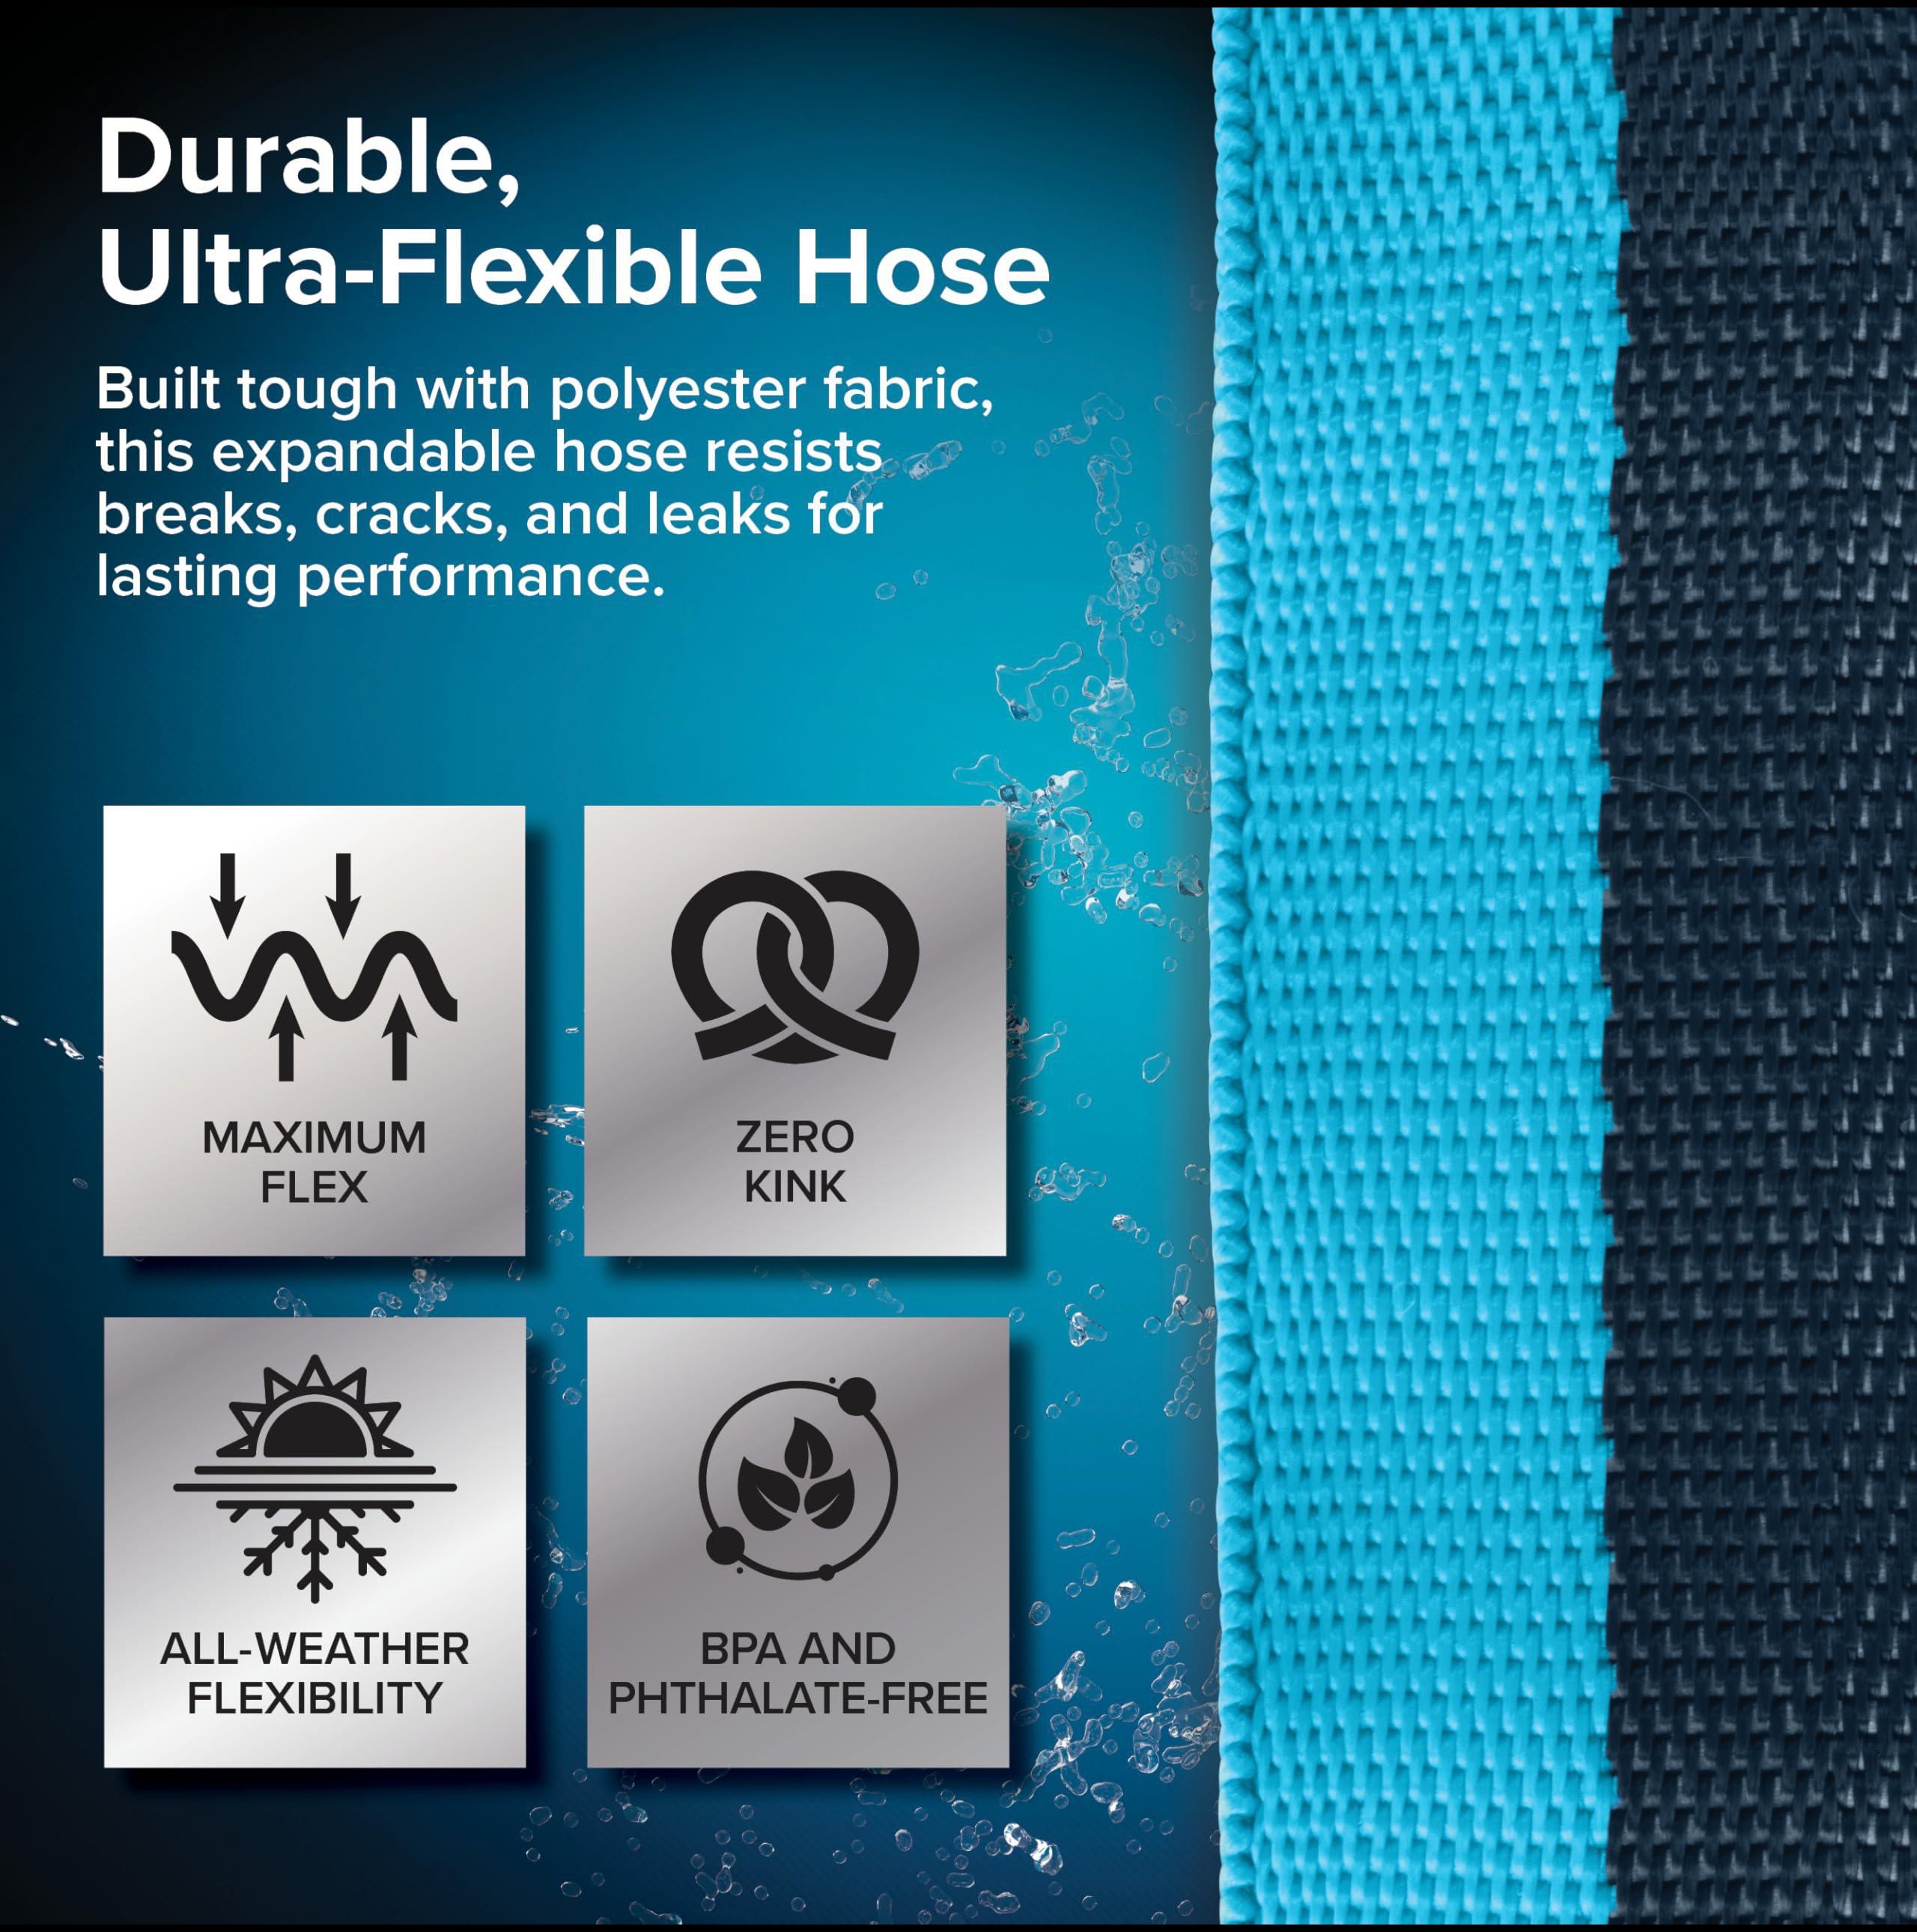 Durable,
Ultra-Flexible Hose
Built tough with polyester fabric,
this expandable hose resists
breaks, cracks, and leaks for
lasting performance.
MAXIMUM
FLEX
ZERO
KINK
ALL-WEATHER
FLEXIBILITY
BPA AND
PHTHALATE-FREE